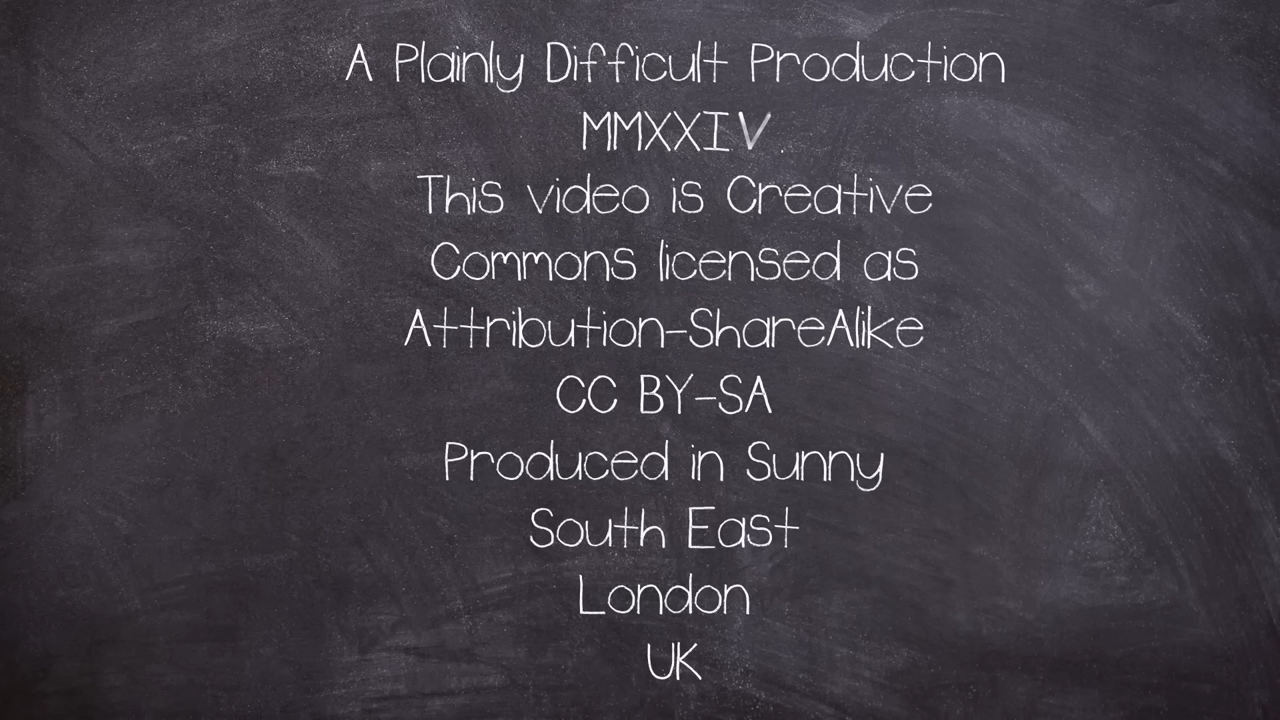 A Plainly Difficult Production
MMXXIV.
This video is Creative
Commons licensed as
Attribution-ShareAlike
CC BY-SA
Produced in Sunny
South East
London
UK